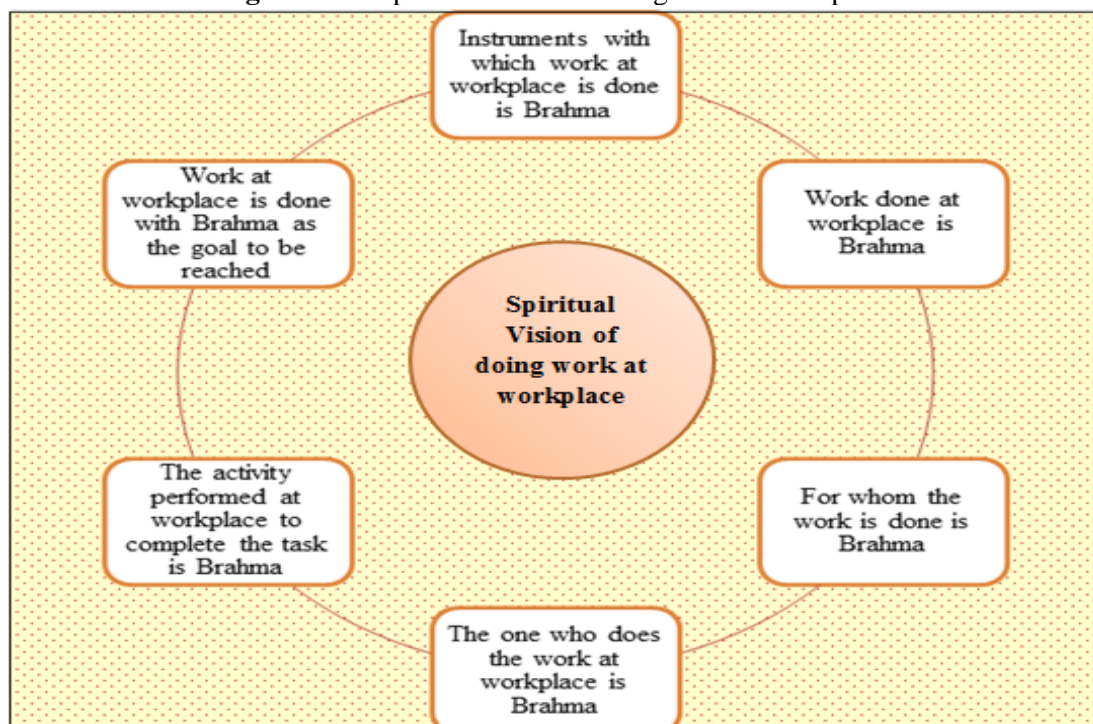 Instruments with
which work at
workplace is done
is Brahma
Work done at
workplace is
Brahma
For whom the
work is done is
Brahma
The one who does
the work at
workplace is
Brahma
The activity
performed at
workplace to
complete the task
is Brahma
Work at
workplace is done
with Brahma as
the goal to be
reached
Spiritual
Vision of
doing work at
workplace